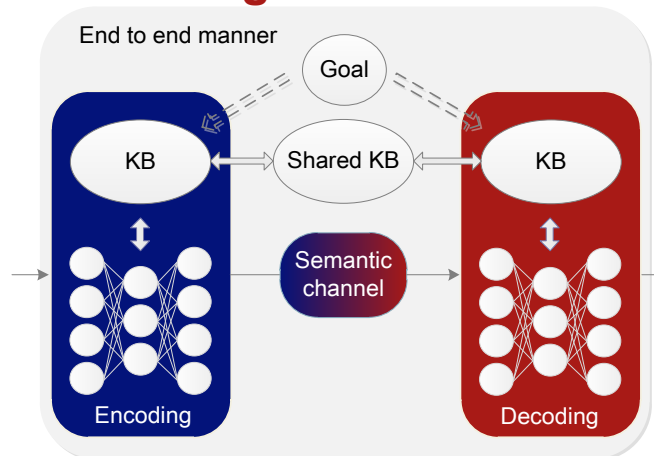 End to end manner
Goal
KB
Shared KB
KB
Semantic
channel
Encoding
Decoding